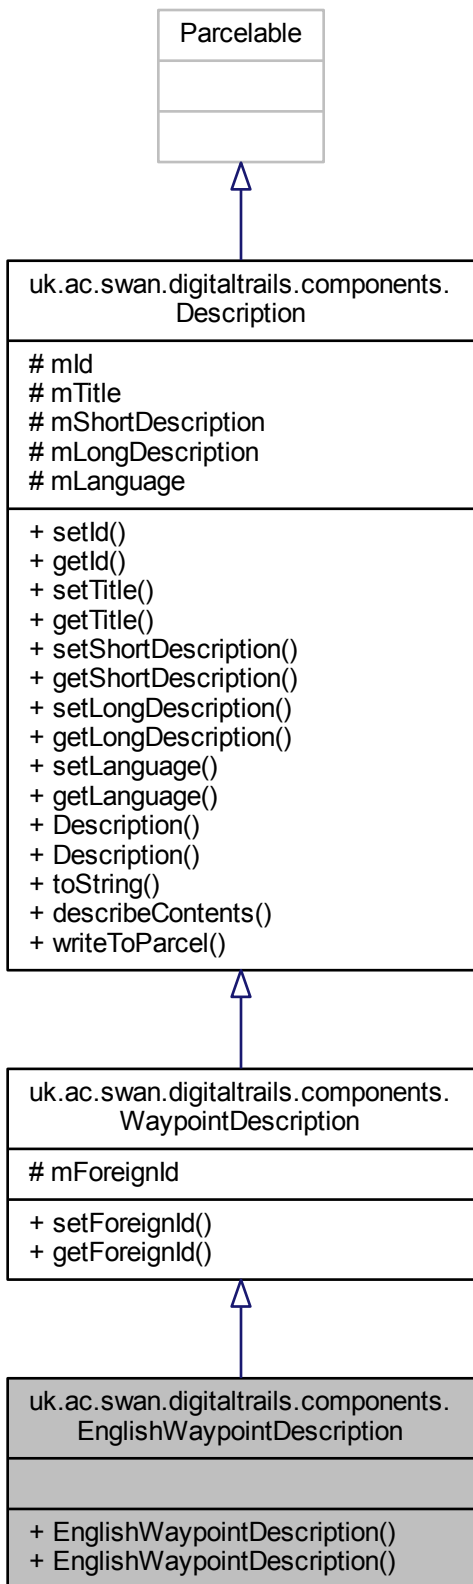 Parcelable
uk.ac.swan.digitaltrails.components.
Description
# mId
# mTitle
# mShortDescription
# mLongDescription
# mLanguage
+ setId()
+ getId()
+ setTitle()
+ getTitle()
+ setShortDescription()
+ getShortDescription()
+ setLongDescription()
+ getLongDescription()
+ setLanguage()
+ getLanguage()
+ Description()
+ Description()
+ toString()
+ describeContents()
+ writeToParcel()
uk.ac.swan.digitaltrails.components.
WaypointDescription
# mForeignId
+ setForeignId()
+ getForeignId()
uk.ac.swan.digitaltrails.components.
EnglishWaypointDescription
+ EnglishWaypointDescription()
+ EnglishWaypointDescription()